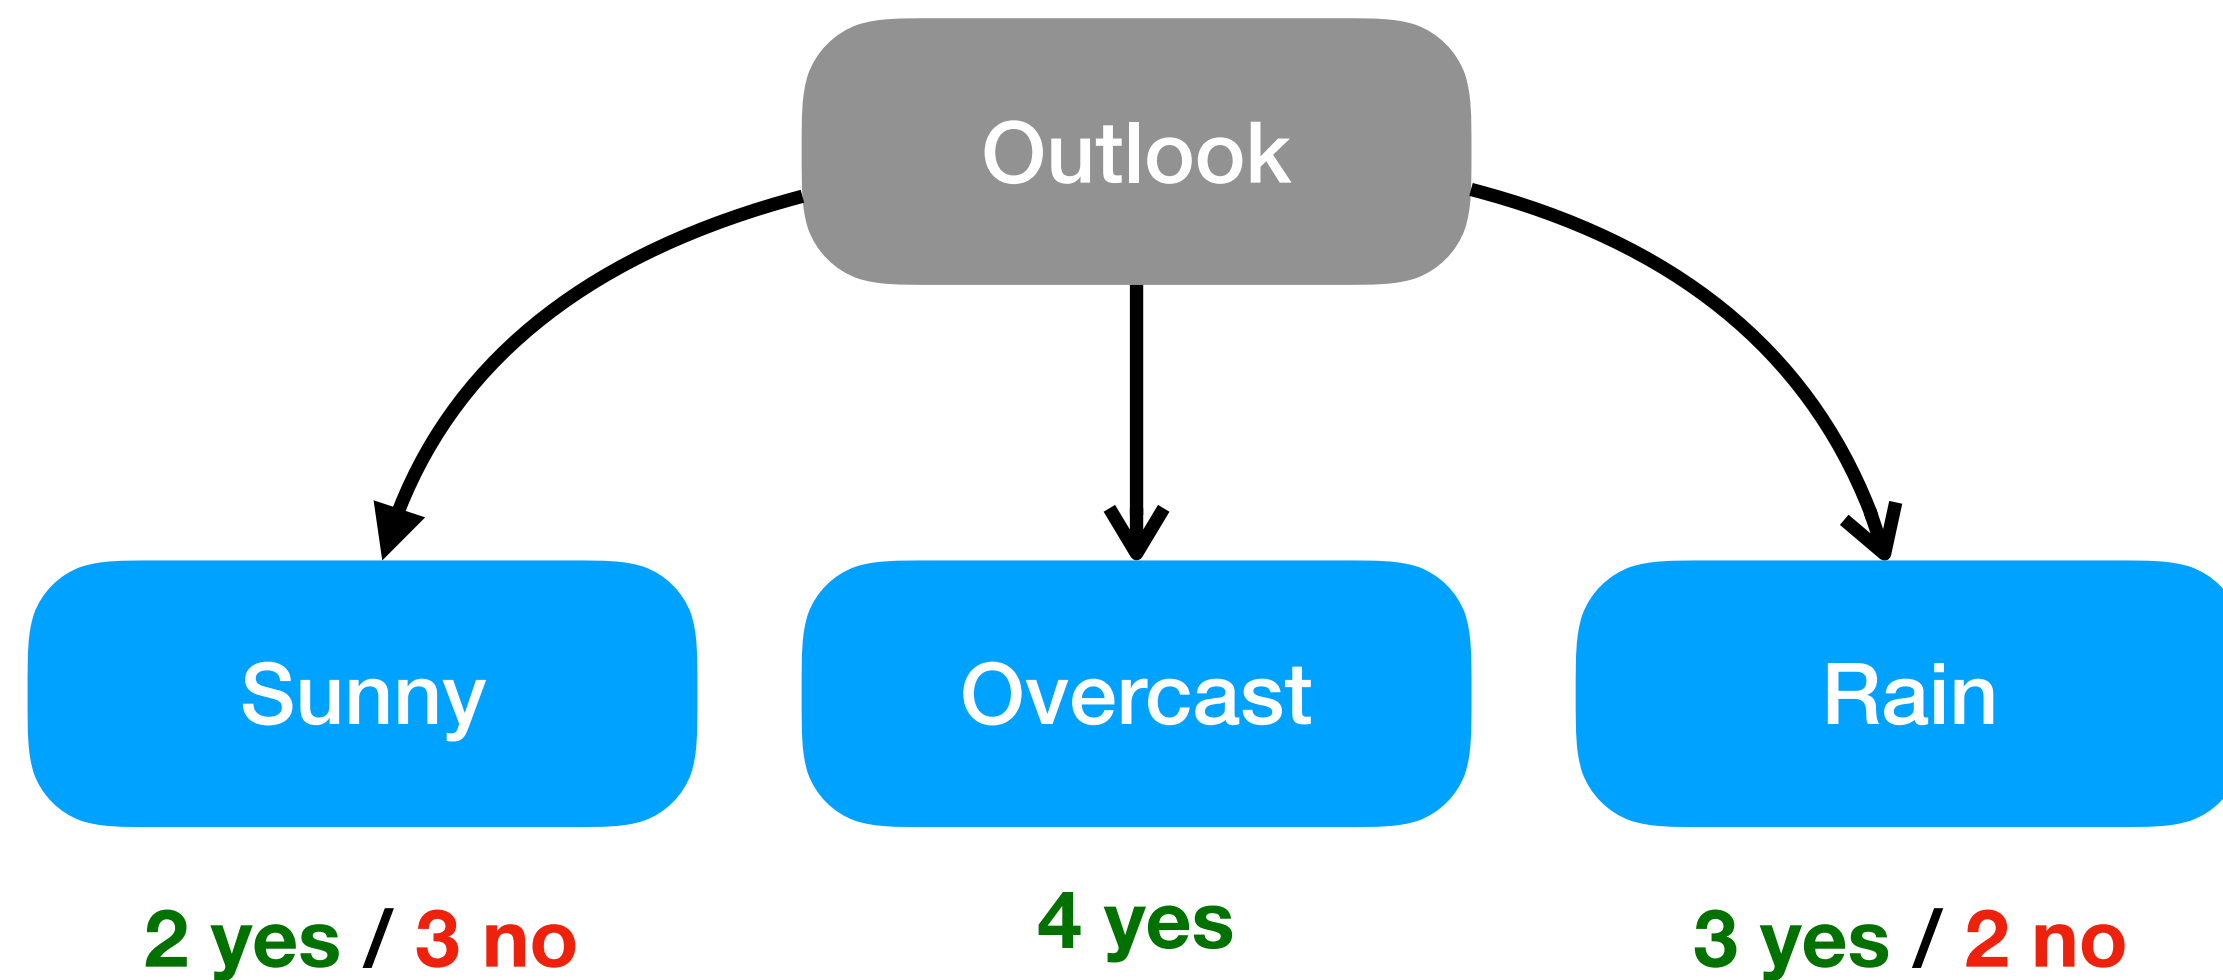 Outlook
Sunny
Overcast
Rain
2 yes / 3 no
4 yes
3 yes / 2 no